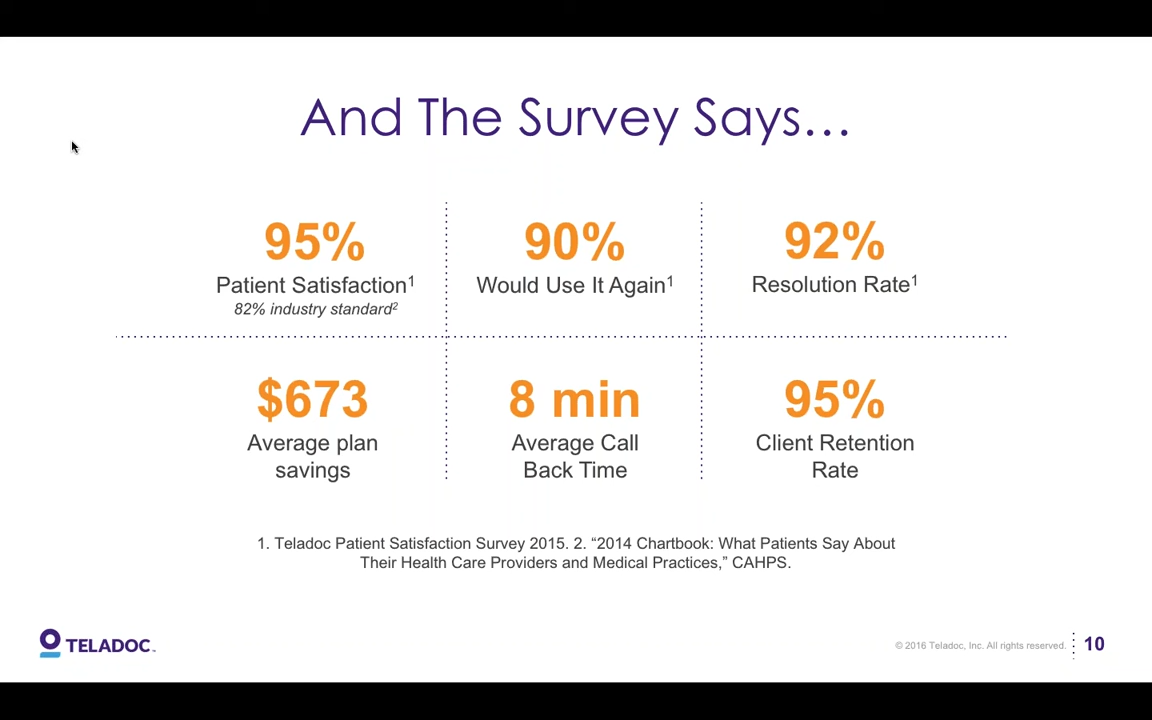 And The Survey Says…
95%
Patient Satisfaction¹
82% industry standard²
90%
Would Use It Again¹
92%
Resolution Rate¹
$673
Average plan
savings
8 min
Average Call
Back Time
95%
Client Retention
Rate
1. Teladoc Patient Satisfaction Survey 2015. 2. “2014 Chartbook: What Patients Say About
Their Health Care Providers and Medical Practices,” CAHPS.
TELADOC™
© 2016 Teladoc, Inc. All rights reserved.
10